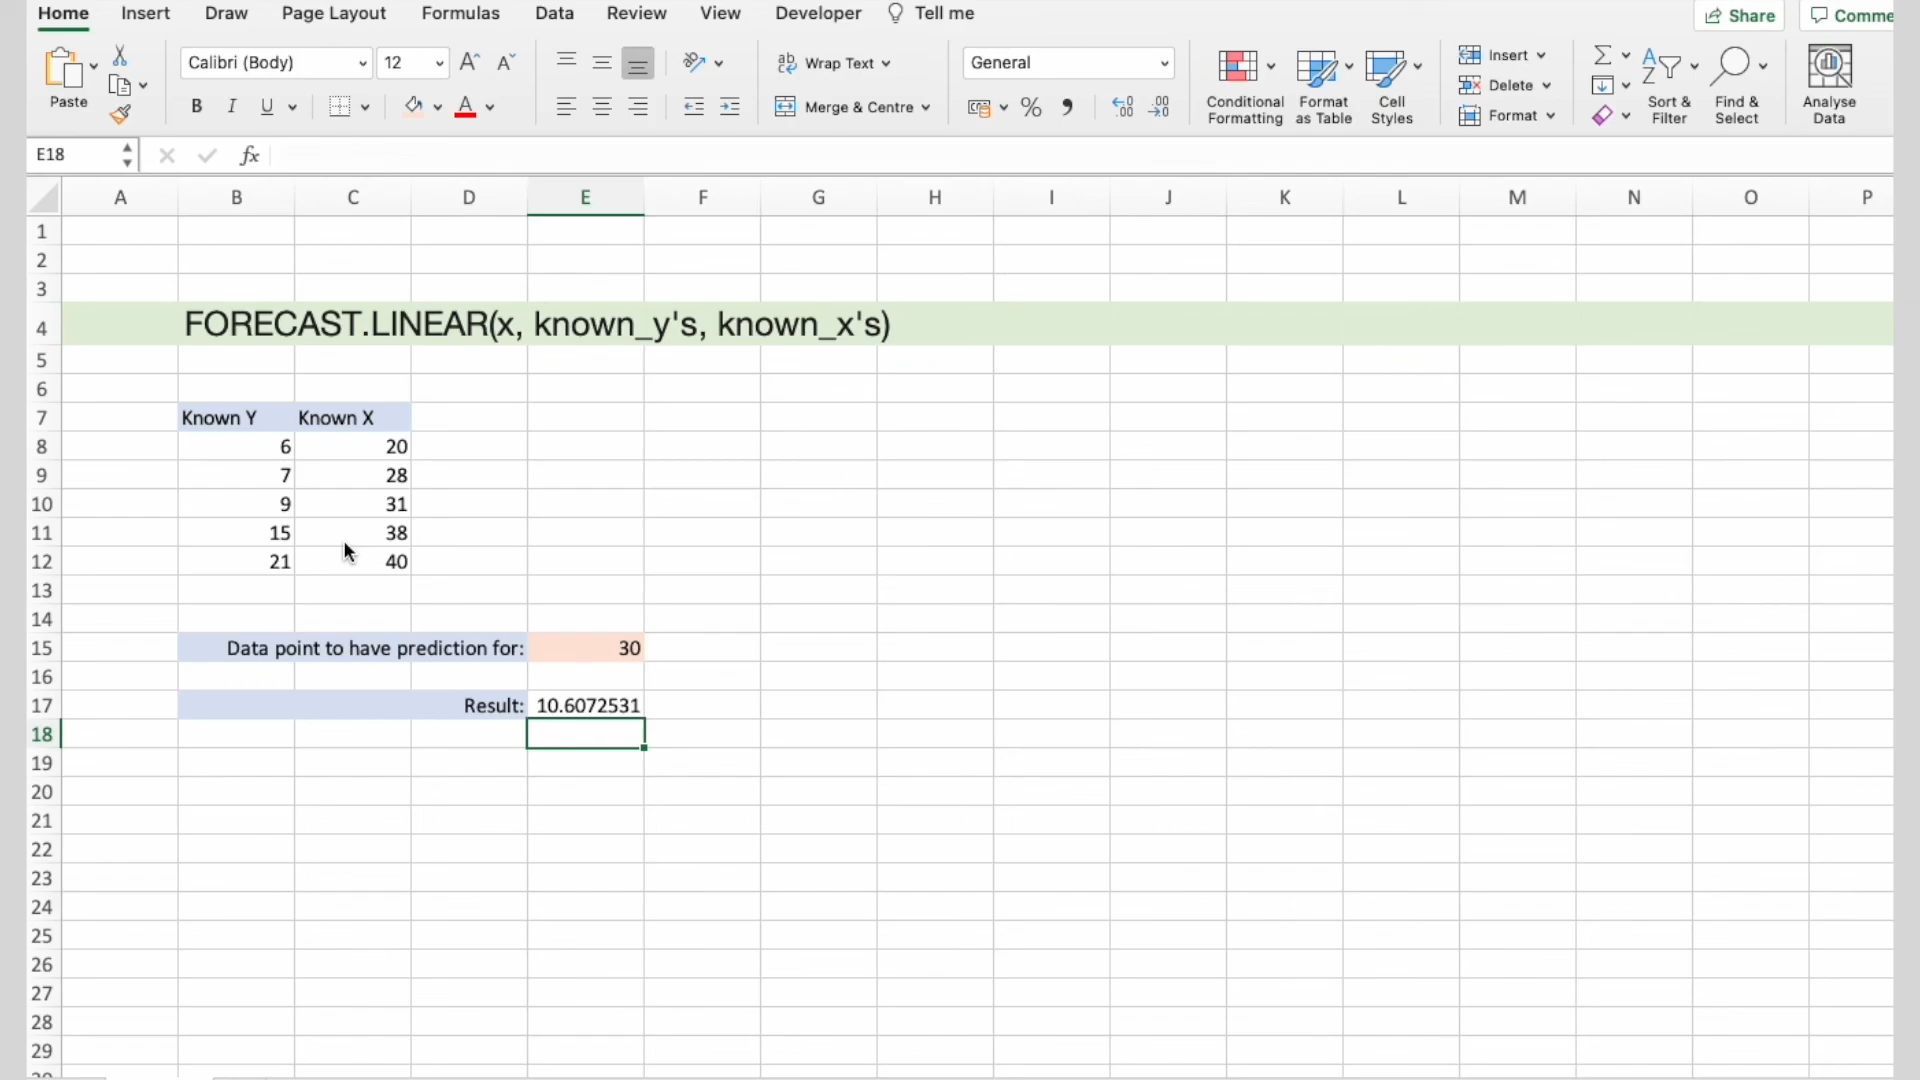 Home Insert Draw Page Layout Formulas Data Review View Developer Tell me Share Comme
Calibri (Body) 12 Wrap Text General Insert
Paste Delete
B I U Merge & Centre % Conditional Formatting Format as Table Cell Styles Format Sort & Filter Find & Select Analyse Data
E18 fx
A B C D E F G H I J K L M N O P
1
2
3
4 FORECAST.LINEAR(x, known_y's, known_x's)
5
6
7 Known Y Known X
8 6 20
9 7 28
10 9 31
11 15 38
12 21 40
13
14
15 Data point to have prediction for: 30
16
17 Result: 10.6072531
18
19
20
21
22
23
24
25
26
27
28
29